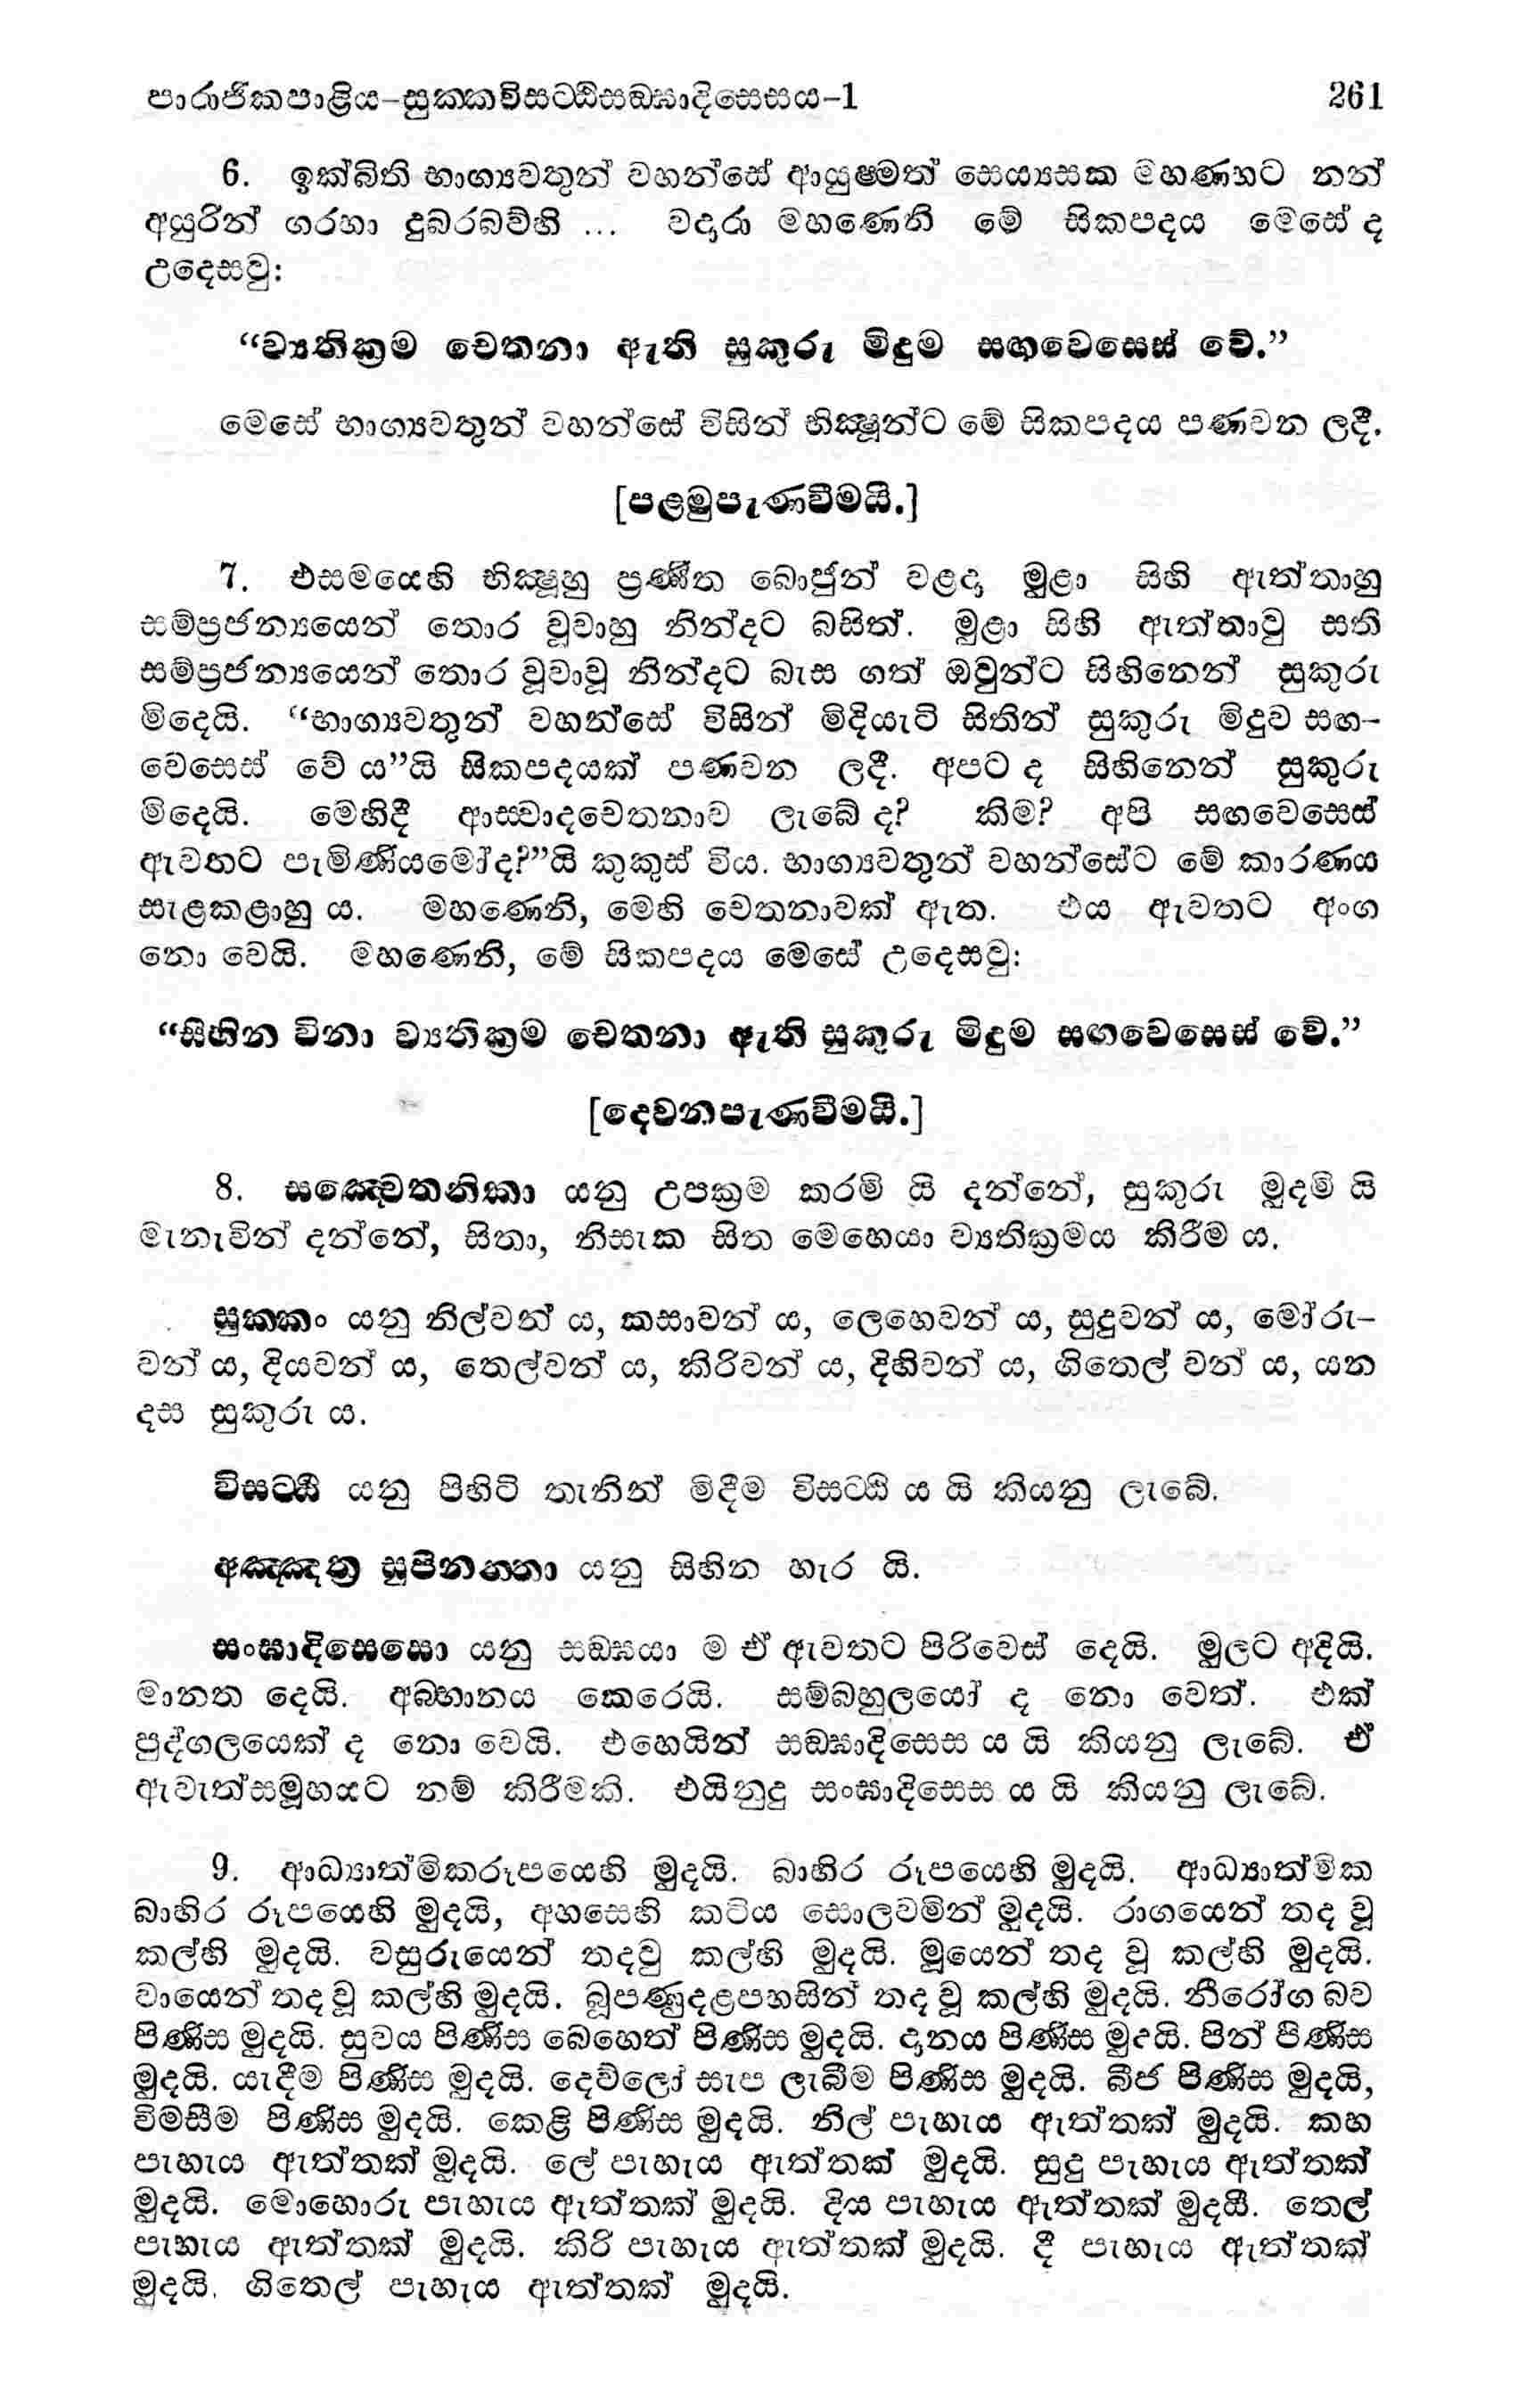 පාරාජිකපාළිය–සුක්කවිසට්ඨිසඞ්ඝාදිසෙසය–1 261
6. ඉක්බිති භාග්‍යවතුන් වහන්සේ ආයුෂ්මත් සෙය්‍යසක මහණහට නන්
අයුරින් ගරහා දුබරබව්හි ... වදාරා මහණෙනි මේ සිකපදය මෙසේ ද
උදෙසවු:
“ව්‍යතික්‍රම චේතනා ඇති සුකුරු මිදුම සඟවෙසෙස් වේ.”
මෙසේ භාග්‍යවතුන් වහන්සේ විසින් භික්‍ෂූන්ට මේ සිකපදය පණවන ලදී.
[පළමුපැණවීමයි.]
7. එසමයෙහි භික්‍ෂූහු ප්‍රණීත බොජුන් වළඳා මුළා සිහි ඇත්තාහු
සම්ප්‍රජන්‍යයෙන් තොර වූවාහු නින්දට බසිත්. මුළා සිහි ඇත්තාවු සති
සම්ප්‍රජන්‍යයෙන් තොර වූවාවූ නින්දට බැස ගත් ඔවුන්ට සිහිනෙන් සුකුරු
මිදෙයි. “භාග්‍යවතුන් වහන්සේ විසින් මිදියැටි සිතින් සුකුරු මිදුව සඟ-
වෙසෙස් වේ ය”යි සිකපදයක් පණවන ලදී. අපට ද සිහිනෙන් සුකුරු
මිදෙයි. මෙහිදී ආස්වාදචෙතනාව ලැබේ ද? කිම? අපි සඟවෙසෙස්
ඇවතට පැමිණියමෝද?”යි කුකුස් විය. භාග්‍යවතුන් වහන්සේට මේ කාරණය
සැළකළාහු ය. මහණෙනි, මෙහි චෙතනාවක් ඇත. එය ඇවතට අංග
නො වෙයි. මහණෙනි, මේ සිකපදය මෙසේ උදෙසවු:
“සිහින විනා ව්‍යතික්‍රම චෙතනා ඇති සුකුරු මිදුම සඟවෙසෙස් වේ.”
[දෙවනපැණවීමයි.]
8. සඤ්චෙතනිකා යනු උපක්‍රම කරමි යි දන්නේ, සුකුරු මුදමි යි
මැනැවින් දන්නේ, සිතා, නිසැක සිත මෙහෙයා ව්‍යතික්‍රමය කිරීම ය.
සුක්කං යනු නිල්වන් ය, කසාවන් ය, ලෙහෙවන් ය, සුදුවන් ය, මෝරු-
වන් ය, දියවන් ය, තෙල්වන් ය, කිරිවන් ය, දිහිවන් ය, ගිතෙල් වන් ය, යන
දස සුකුරු ය.
විසට්ඨි යනු පිහිටි තැනින් මිදීම විසට්ඨි ය යි කියනු ලැබේ.
අඤ්ඤත්‍ර සුපිනන්තා යනු සිහින හැර යි.
සංඝාදිසෙසො යනු සඞ්ඝයා ම ඒ ඇවතට පිරිවෙස් දෙයි. මුලට අදියි.
මානත දෙයි. අබ්භානය කෙරෙයි. සම්බහුලයෝ ද නො වෙත්. එක්
පුද්ගලයෙක් ද නො වෙයි. එහෙයින් සඞ්ඝාදිසෙස ය යි කියනු ලැබේ. ඒ
ඇවැත්සමූහයට නම් කිරීමකි. එයිනුදු සංඝාදිසෙස ය යි කියනු ලැබේ.
9. ආධ්‍යාත්මිකරූපයෙහි මුදයි. බාහිර රූපයෙහි මුදයි. ආධ්‍යාත්මික
බාහිර රූපයෙහි මුදයි, අහසෙහි කටිය සොලවමින් මුදයි. රාගයෙන් තද වූ
කල්හි මුදයි. වසුරුයෙන් තදවු කල්හි මුදයි. මූයෙන් තද වූ කල්හි මුදයි.
වායෙන් තද වූ කල්හි මුදයි. බූපණුදළපහසින් තද වූ කල්හි මුදයි. නීරෝග බව
පිණිස මුදයි. සුවය පිණිස බෙහෙත් පිණිස මුදයි. දානය පිණිස මුදයි. පින් පිණිස
මුදයි. යැදීම පිණිස මුදයි. දෙව්ලෝ සැප ලැබීම පිණිස මුදයි. බීජ පිණිස මුදයි,
විමසීම පිණිස මුදයි. කෙළි පිණිස මුදයි. නිල් පැහැය ඇත්තක් මුදයි. කහ
පැහැය ඇත්තක් මුදයි. ලේ පැහැය ඇත්තක් මුදයි. සුදු පැහැය ඇත්තක්
මුදයි. මොහොරු පැහැය ඇත්තක් මුදයි. දිය පැහැය ඇත්තක් මුදයි. තෙල්
පැහැය ඇත්තක් මුදයි. කිරි පැහැය ඇත්තක් මුදයි. දී පැහැය ඇත්තක්
මුදයි. ගිතෙල් පැහැය ඇත්තක් මුදයි.